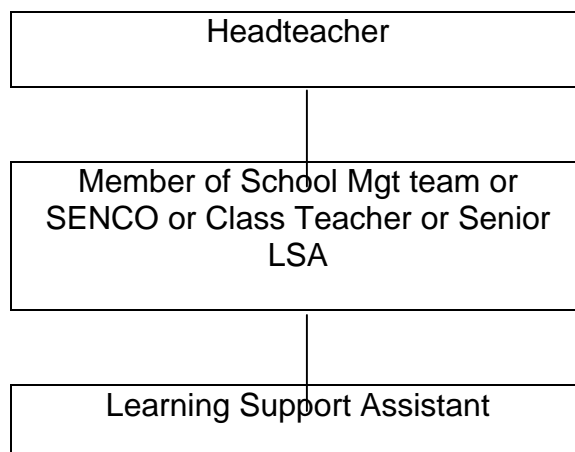 Headteacher
Member of School Mgt team or
SENCO or Class Teacher or Senior
LSA
Learning Support Assistant